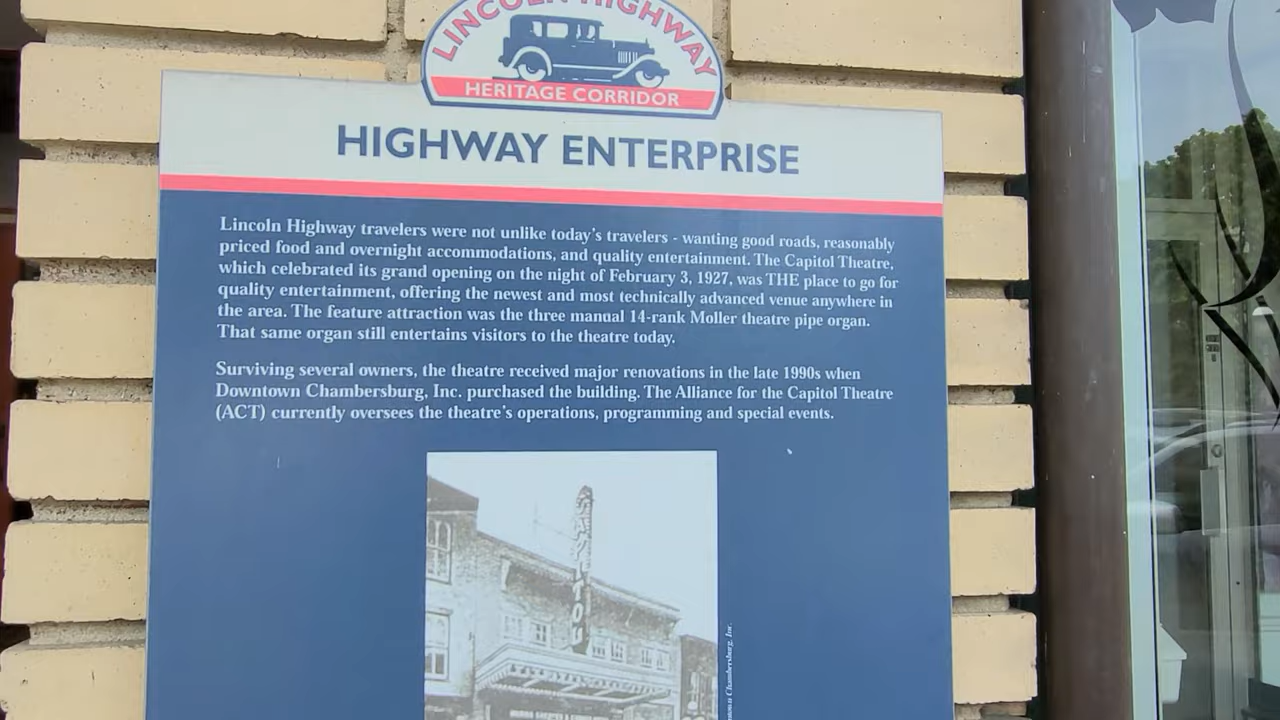 LINCOLN HIGHWAY
HERITAGE CORRIDOR
HIGHWAY ENTERPRISE
Lincoln Highway travelers were not unlike today's travelers - wanting good roads, reasonably
priced food and overnight accommodations, and quality entertainment. The Capitol Theatre,
which celebrated its grand opening on the night of February 3, 1927, was THE place to go for
quality entertainment, offering the newest and most technically advanced venue anywhere in
the area. The feature attraction was the three manual 14-rank Moller theatre pipe organ.
That same organ still entertains visitors to the theatre today.
Surviving several owners, the theatre received major renovations in the late 1990s when
Downtown Chambersburg, Inc. purchased the building. The Alliance for the Capitol Theatre
(ACT) currently oversees the theatre's operations, programming and special events.
CAPITOL
Chambersburg, Inc.